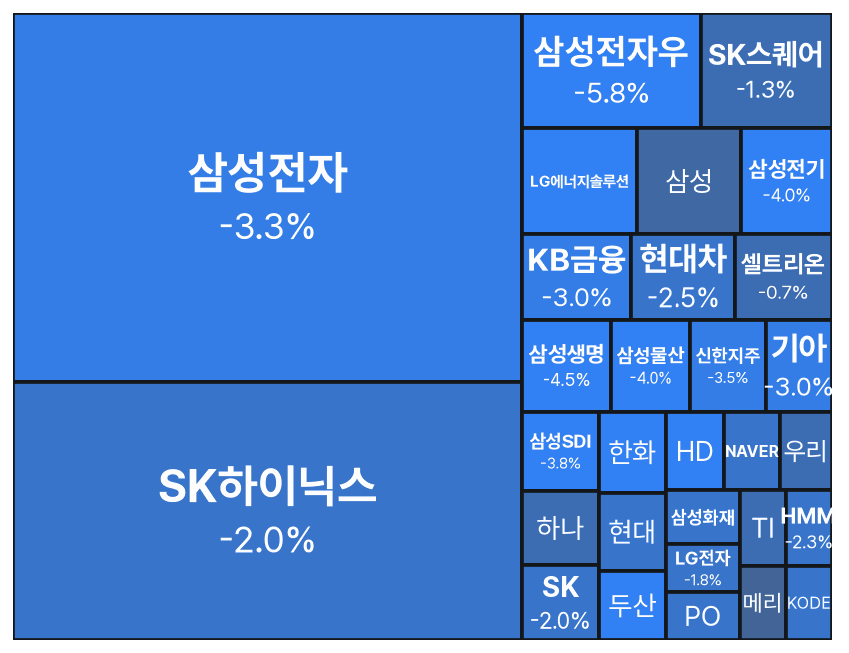 삼성전자
-3.3%
SK하이닉스
-2.0%
삼성전자우
-5.8%
SK스퀘어
-1.3%
LG에너지솔루션
삼성
삼성전기
-4.0%
KB금융
-3.0%
현대차
-2.5%
셀트리온
-0.7%
삼성생명
-4.5%
삼성물산
-4.0%
신한지주
-3.5%
기아
-3.0%
삼성SDI
-3.8%
한화
HD
NAVER
우리
하나
현대
삼성화재
TI
HMM
-2.3%
LG전자
-1.8%
SK
-2.0%
두산
PO
메리
KODE